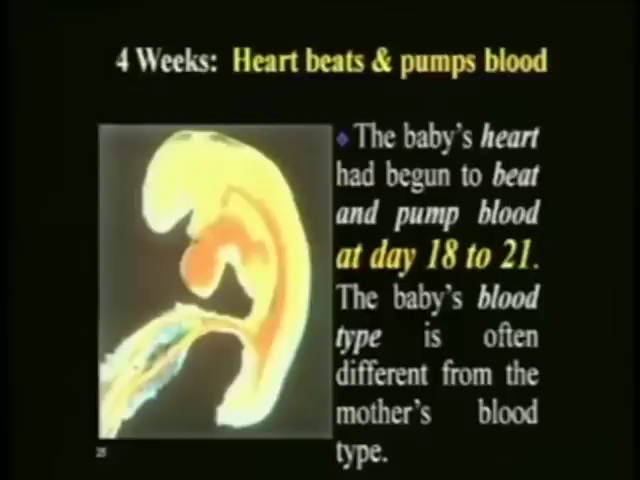 4 Weeks: Heart beats & pumps blood
The baby's heart
had begun to beat
and pump blood
at day 18 to 21.
The baby's blood
type is often
different from the
mother's blood
type.
25